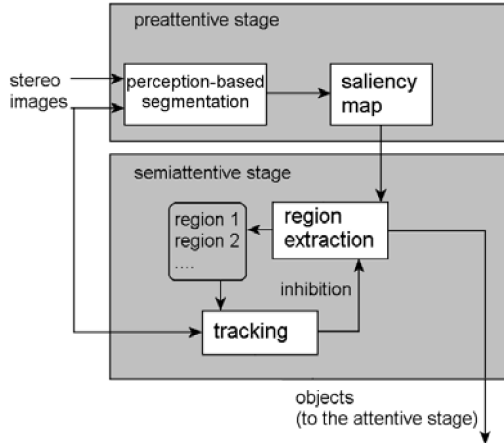 preattentive stage
stereo
images
perception-based
segmentation
saliency
map
semiattentive stage
region 1
region 2
....
region
extraction
inhibition
tracking
objects
(to the attentive stage)